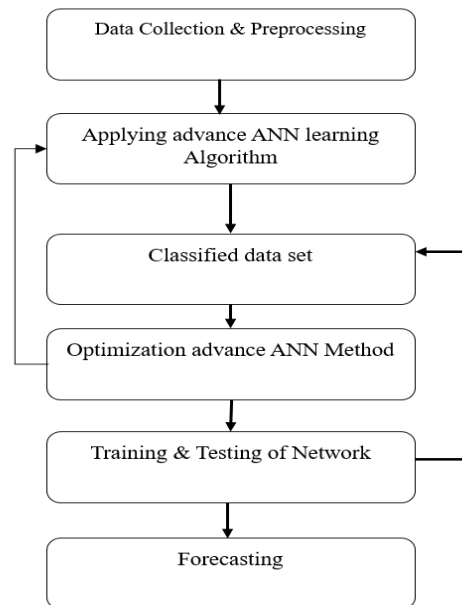 Data Collection & Preprocessing
Applying advance ANN learning
Algorithm
Classified data set
Optimization advance ANN Method
Training & Testing of Network
Forecasting